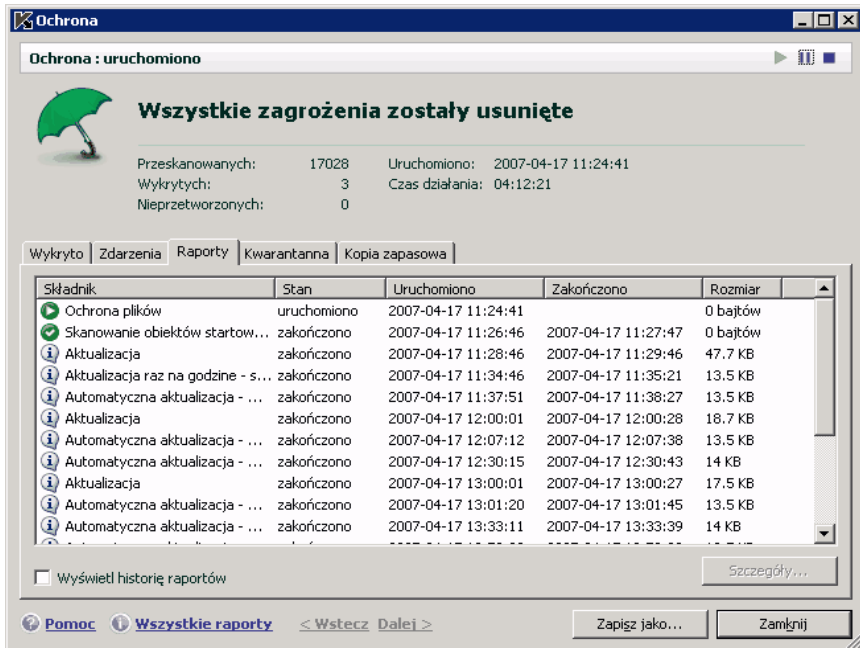 Ochrona
Ochrona : uruchomiono
Wszystkie zagrożenia zostały usunięte
Przeskanowanych: 17028 Uruchomiono: 2007-04-17 11:24:41
Wykrytych: 3 Czas działania: 04:12:21
Nieprzetworzonych: 0
Wykryto Zdarzenia Raporty Kwarantanna Kopia zapasowa
Składnik Stan Uruchomiono Zakończono Rozmiar
Ochrona plików uruchomiono 2007-04-17 11:24:41 0 bajtów
Skanowanie obiektów startow... zakończono 2007-04-17 11:26:46 2007-04-17 11:27:47 0 bajtów
Aktualizacja zakończono 2007-04-17 11:28:46 2007-04-17 11:29:46 47.7 KB
Aktualizacja raz na godzine - s... zakończono 2007-04-17 11:34:46 2007-04-17 11:35:21 13.5 KB
Automatyczna aktualizacja - ... zakończono 2007-04-17 11:37:51 2007-04-17 11:38:27 13.5 KB
Aktualizacja zakończono 2007-04-17 12:00:01 2007-04-17 12:00:28 18.7 KB
Automatyczna aktualizacja - ... zakończono 2007-04-17 12:07:12 2007-04-17 12:07:38 13.5 KB
Automatyczna aktualizacja - ... zakończono 2007-04-17 12:30:15 2007-04-17 12:30:43 14 KB
Aktualizacja zakończono 2007-04-17 13:00:01 2007-04-17 13:00:27 17.5 KB
Automatyczna aktualizacja - ... zakończono 2007-04-17 13:01:20 2007-04-17 13:01:45 13.5 KB
Automatyczna aktualizacja - ... zakończono 2007-04-17 13:33:11 2007-04-17 13:33:39 14 KB
Wyświetl historię raportów Szczegóły...
Pomoc Wszystkie raporty < Wstecz Dalej > Zapisz jako... Zamknij